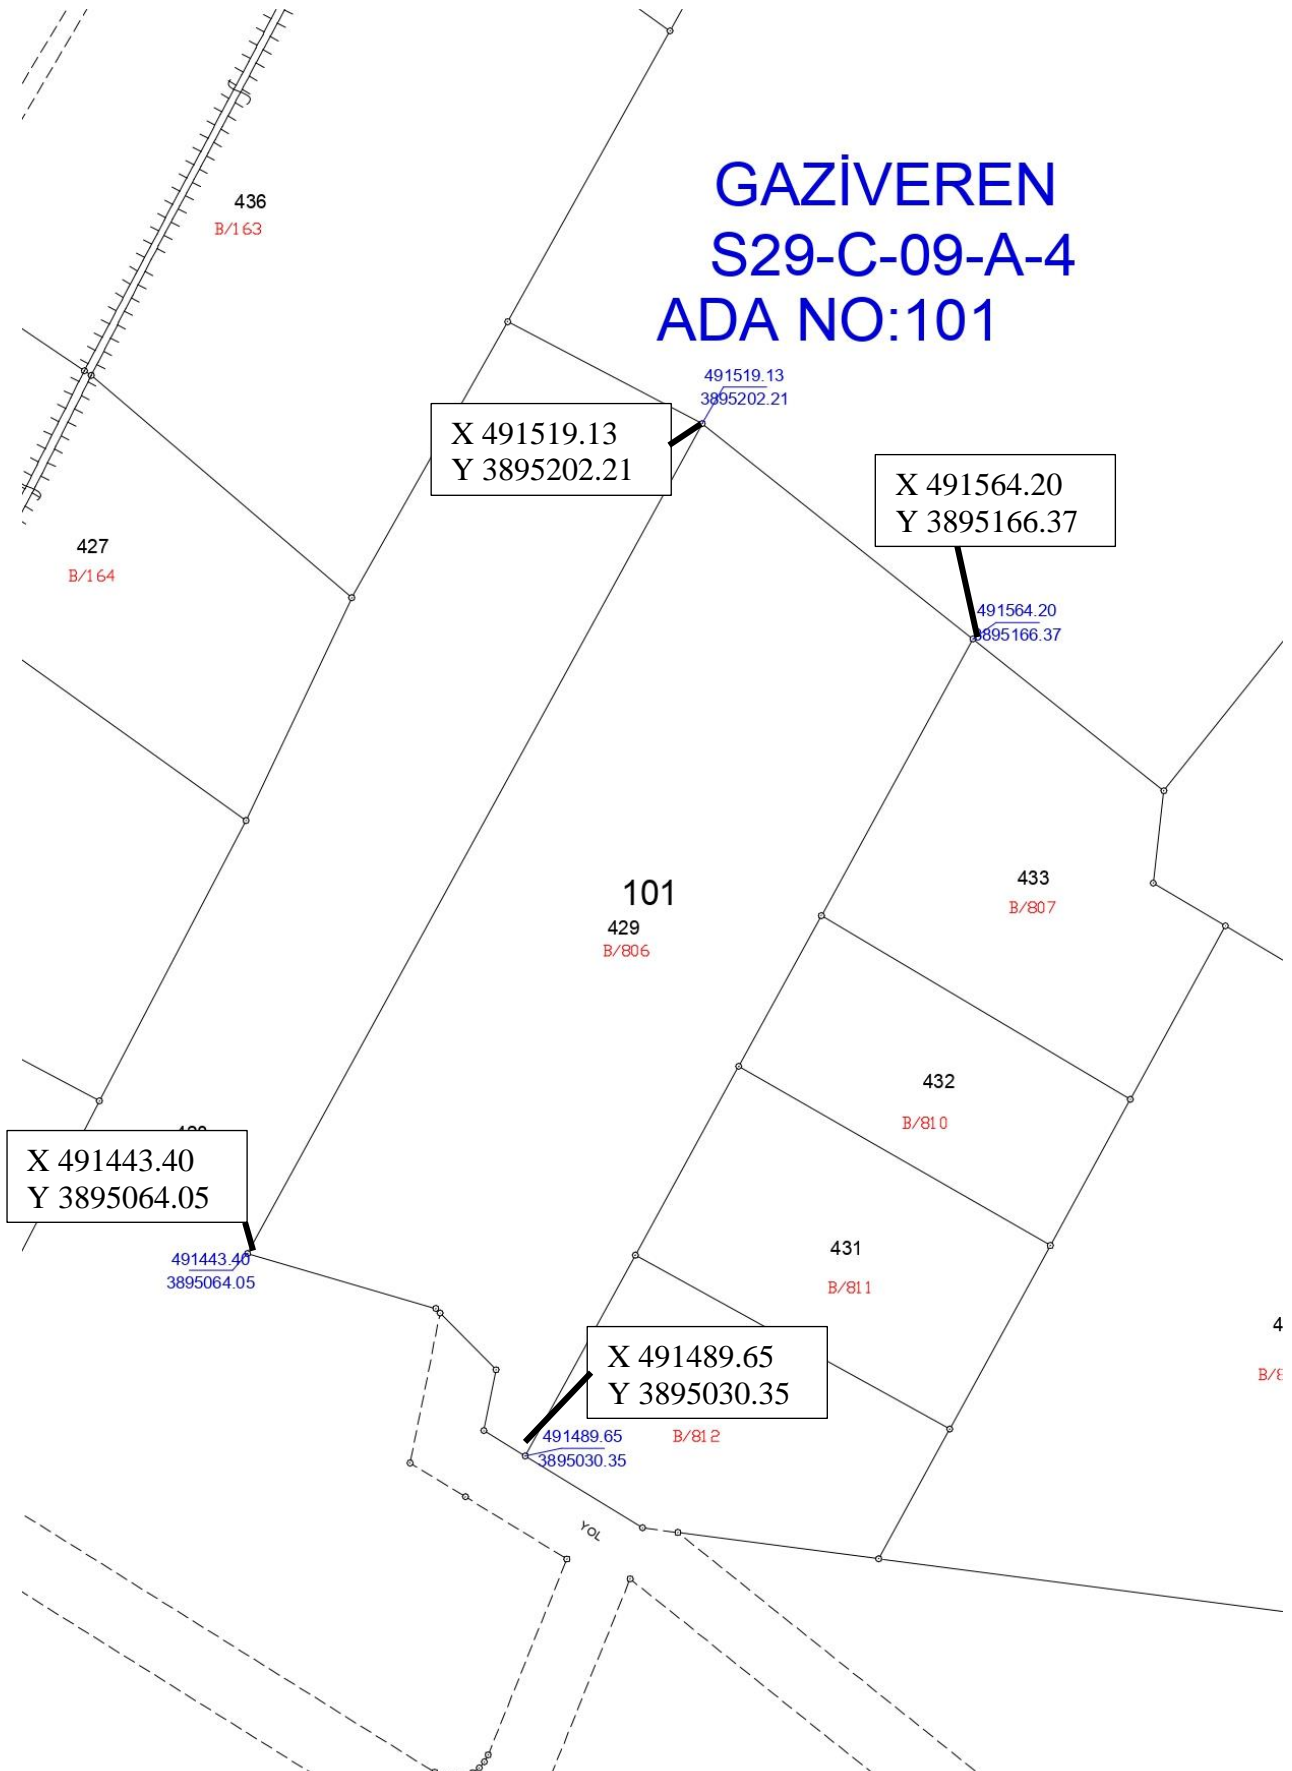 436
B/163
GAZİVEREN
S29-C-09-A-4
ADA NO:101
491519.13
3895202.21
X 491519.13
Y 3895202.21
X 491564.20
Y 3895166.37
427
B/164
491564.20
3895166.37
101
429
B/806
433
B/807
432
B/810
X 491443.40
Y 3895064.05
491443.40
3895064.05
431
B/811
X 491489.65
Y 3895030.35
491489.65
3895030.35
B/812
YOL